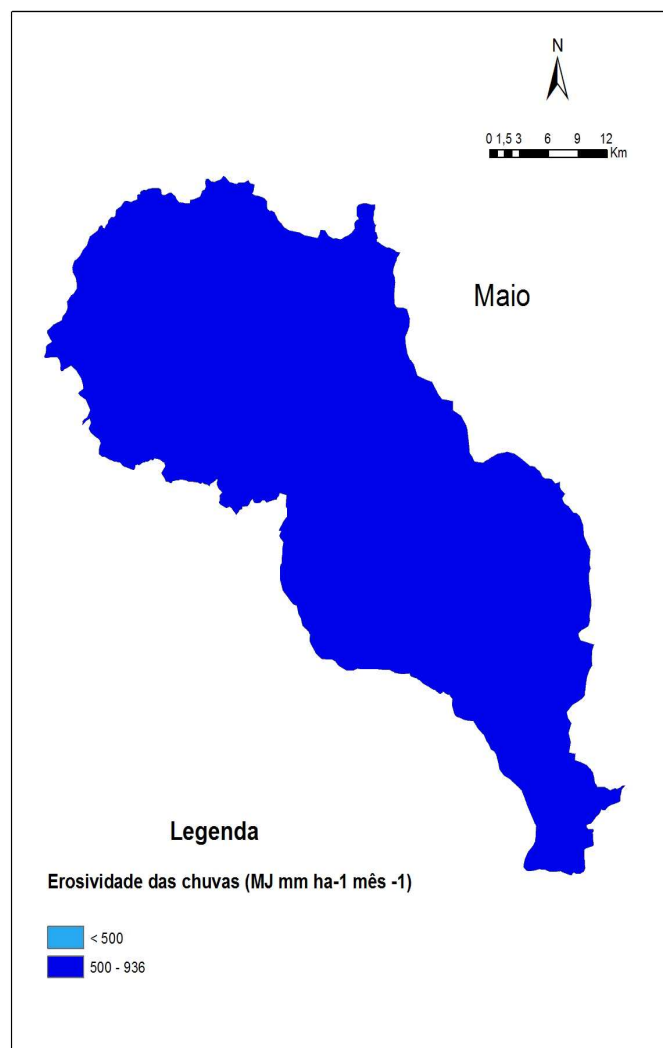 N
0 1,5 3 6 9 12
Km
Maio
Legenda
Erosividade das chuvas (MJ mm ha-1 mês -1)
< 500
500 - 936